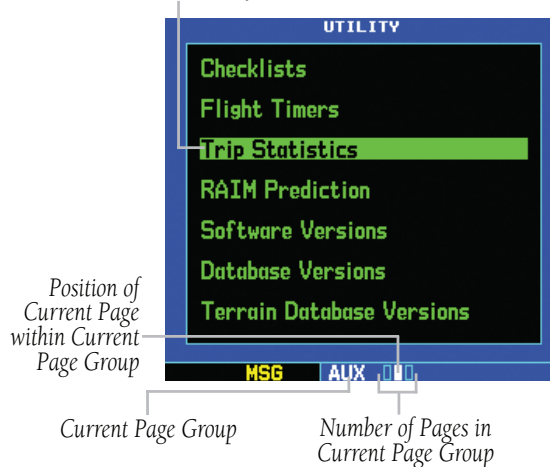 UTILITY
Checklists
Flight Timers
Trip Statistics
RAIM Prediction
Software Versions
Database Versions
Terrain Database Versions
Position of
Current Page
within Current
Page Group
MSG AUX
Current Page Group
Number of Pages in
Current Page Group